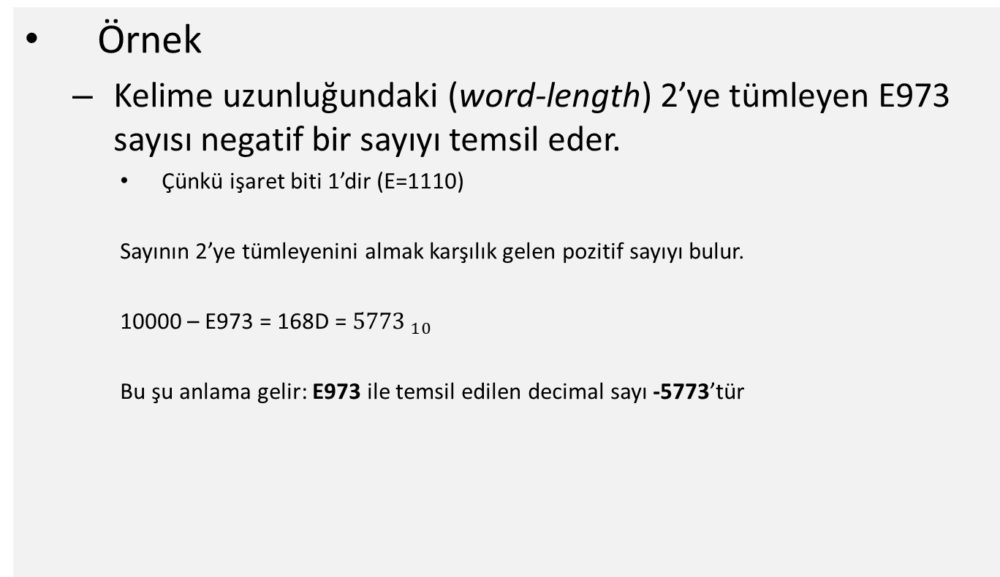 • Örnek
– Kelime uzunluğundaki (word-length) 2’ye tümleyen E973
sayısı negatif bir sayıyı temsil eder.
• Çünkü işaret biti 1’dir (E=1110)
Sayının 2’ye tümleyenini almak karşılık gelen pozitif sayıyı bulur.
10000 – E973 = 168D = 5773 ₁₀
Bu şu anlama gelir: E973 ile temsil edilen decimal sayı -5773’tür